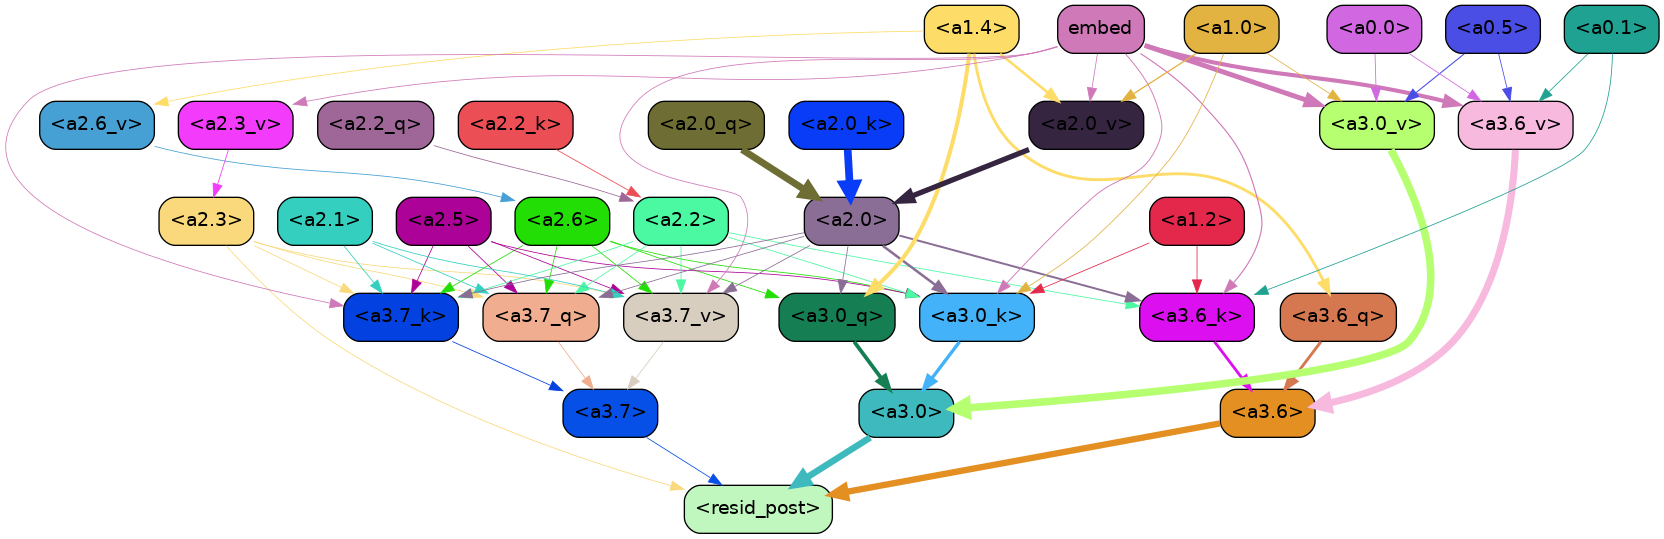 <a1.4>
embed
<a1.0>
<a0.0>
<a0.5>
<a0.1>
<a2.6_v>
<a2.3_v>
<a2.2_q>
<a2.2_k>
<a2.0_q>
<a2.0_k>
<a2.0_v>
<a3.0_v>
<a3.6_v>
<a2.3>
<a2.1>
<a2.5>
<a2.6>
<a2.2>
<a2.0>
<a1.2>
<a3.7_k>
<a3.7_q>
<a3.7_v>
<a3.0_q>
<a3.0_k>
<a3.6_k>
<a3.6_q>
<a3.7>
<a3.0>
<a3.6>
<resid_post>